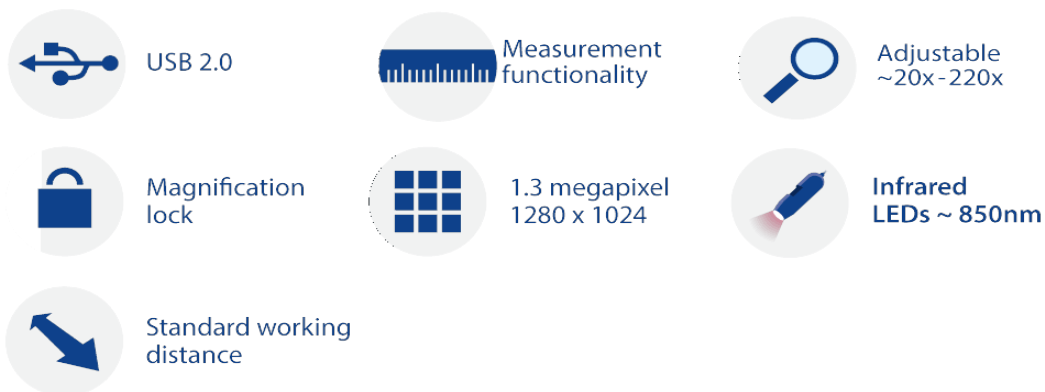 USB 2.0
Measurement
functionality
Adjustable
~20x-220x
Magnification
lock
1.3 megapixel
1280 x 1024
Infrared
LEDs ~ 850nm
Standard working
distance